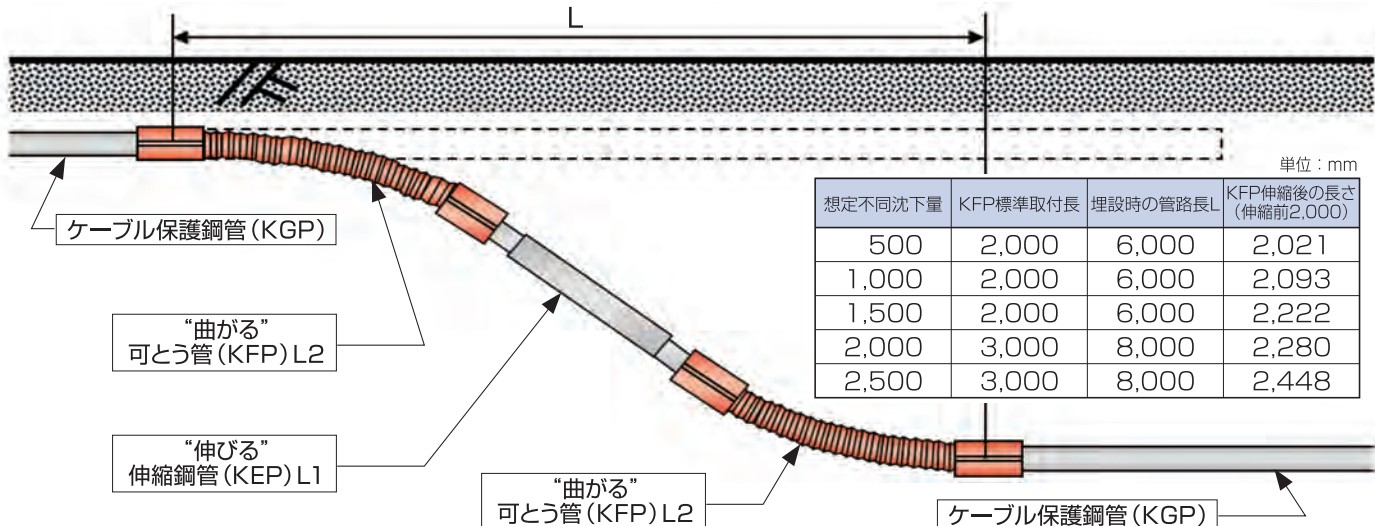 L
単位：mm
想定不同沈下量 KFP標準取付長 埋設時の管路長L KFP伸縮後の長さ
(伸縮前2,000)
500 2,000 6,000 2,021
1,000 2,000 6,000 2,093
1,500 2,000 6,000 2,222
2,000 3,000 8,000 2,280
2,500 3,000 8,000 2,448
ケーブル保護鋼管(KGP)
“曲がる”
可とう管(KFP)L2
“伸びる”
伸縮鋼管(KEP)L1
“曲がる”
可とう管(KFP)L2
ケーブル保護鋼管(KGP)